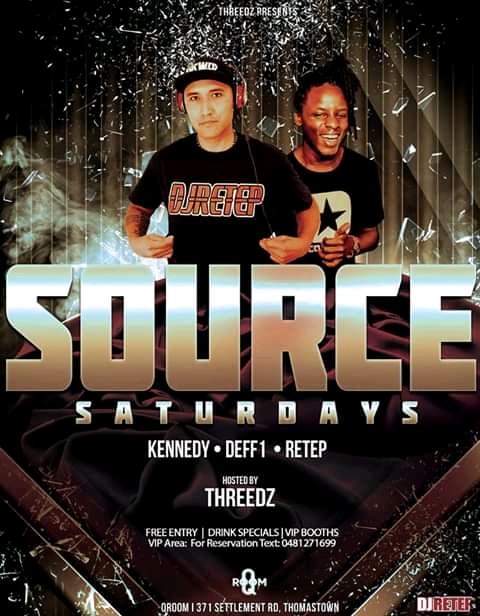 THREEDZ PRESENTS
DJRETEP
SOURCE
SATURDAYS
KENNEDY • DEFF1 • RETEP
HOSTED BY
THREEDZ
FREE ENTRY | DRINK SPECIALS | VIP BOOTHS
VIP Area: For Reservation Text: 0481271699
Q
ROOM
QROOM I 371 SETTLEMENT RD, THOMASTOWN
DJRETEP